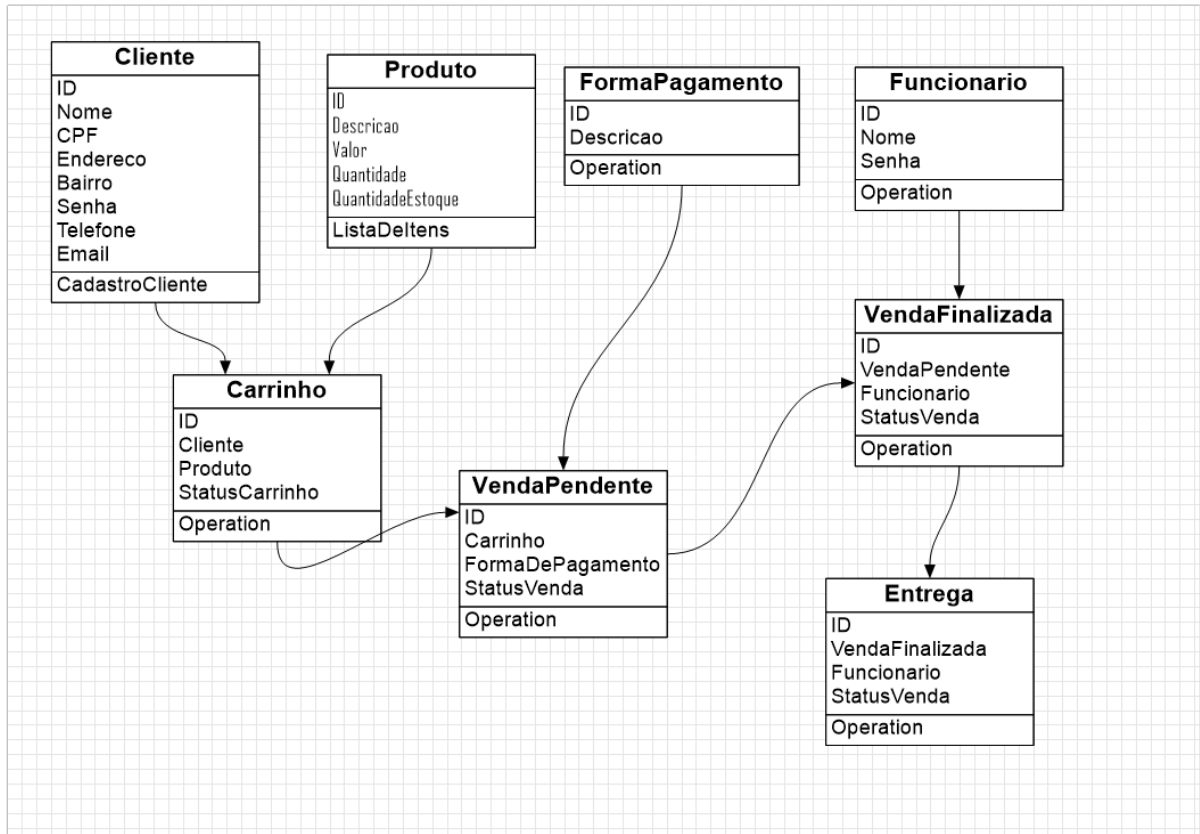 Cliente
ID
Nome
CPF
Endereco
Bairro
Senha
Telefone
Email
CadastroCliente
Produto
ID
Descricao
Valor
Quantidade
QuantidadeEstoque
ListaDeItens
FormaPagamento
ID
Descricao
Operation
Funcionario
ID
Nome
Senha
Operation
Carrinho
ID
Cliente
Produto
StatusCarrinho
Operation
VendaPendente
ID
Carrinho
FormaDePagamento
StatusVenda
Operation
VendaFinalizada
ID
VendaPendente
Funcionario
StatusVenda
Operation
Entrega
ID
VendaFinalizada
Funcionario
StatusVenda
Operation